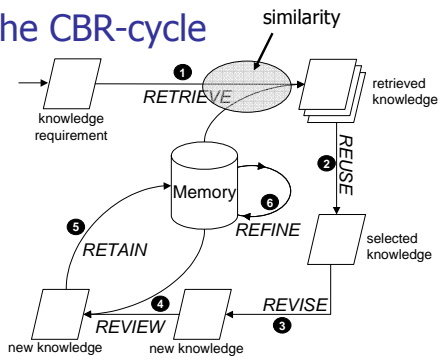 he CBR-cycle
similarity
1
RETRIEVE
knowledge
requirement
retrieved
knowledge
2
REUSE
Memory
6
REFINE
5
RETAIN
selected
knowledge
REVISE
3
4
REVIEW
new knowledge
new knowledge